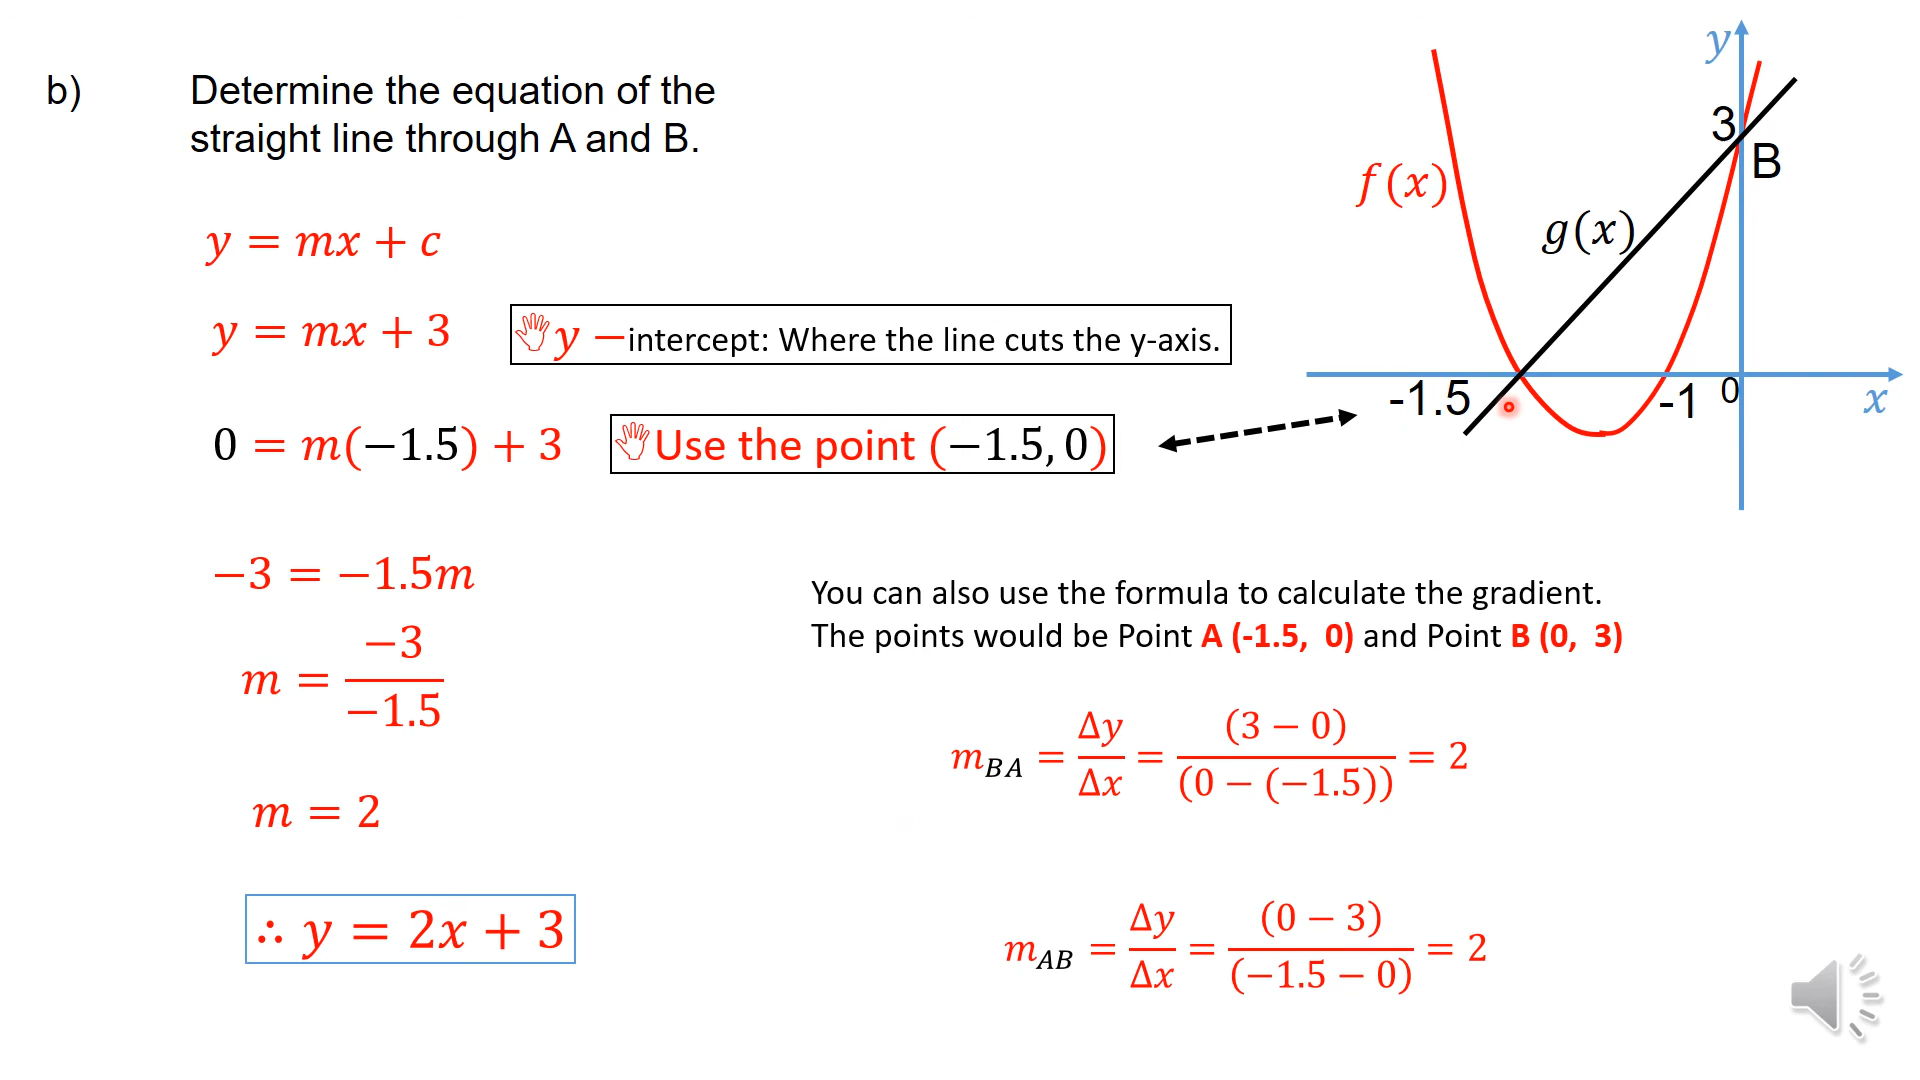 b) Determine the equation of the
straight line through A and B.
y = mx + c
y = mx + 3
y − intercept: Where the line cuts the y-axis.
0 = m(−1.5) + 3
Use the point (−1.5, 0)
−3 = −1.5m
m = −3/−1.5
m = 2
∴ y = 2x + 3
y
3
B
f(x)
g(x)
-1.5
-1
0
x
You can also use the formula to calculate the gradient.
The points would be Point A (-1.5, 0) and Point B (0, 3)
m_BA = Δy/Δx = (3 − 0)/(0 − (−1.5)) = 2
m_AB = Δy/Δx = (0 − 3)/(−1.5 − 0) = 2